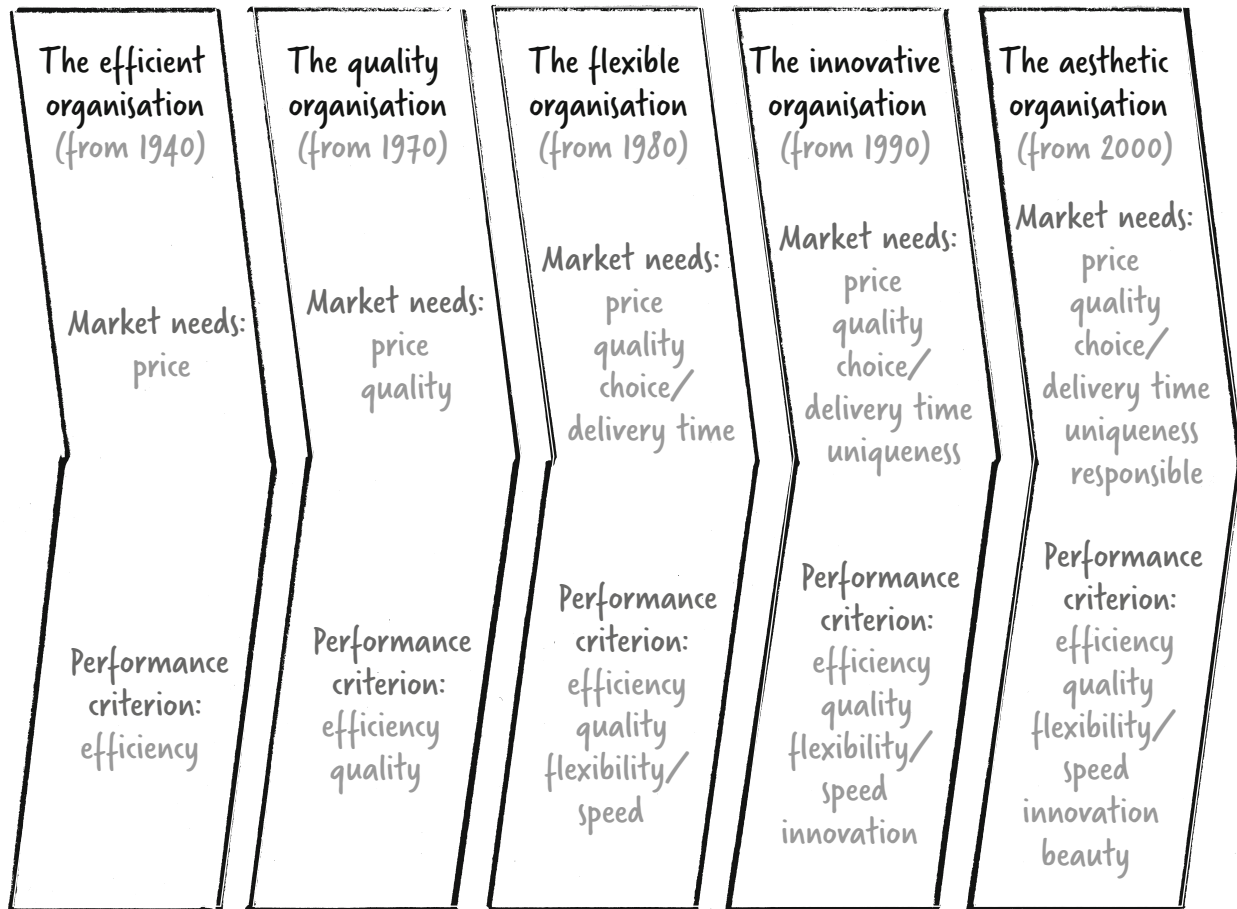 The efficient
organisation
(from 1940)
Market needs:
price
Performance
criterion:
efficiency
The quality
organisation
(from 1970)
Market needs:
price
quality
Performance
criterion:
efficiency
quality
The flexible
organisation
(from 1980)
Market needs:
price
quality
choice/
delivery time
Performance
criterion:
efficiency
quality
flexibility/
speed
The innovative
organisation
(from 1990)
Market needs:
price
quality
choice/
delivery time
uniqueness
Performance
criterion:
efficiency
quality
flexibility/
speed
innovation
The aesthetic
organisation
(from 2000)
Market needs:
price
quality
choice/
delivery time
uniqueness
responsible
Performance
criterion:
efficiency
quality
flexibility/
speed
innovation
beauty